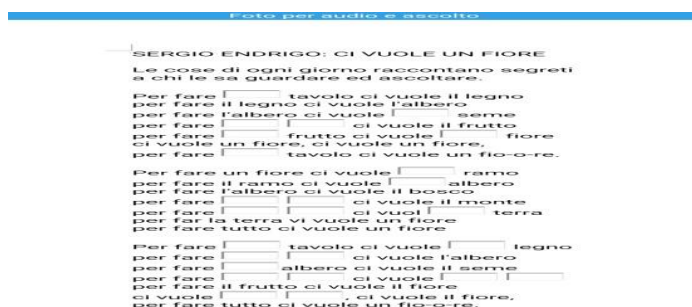 Foto per audio e ascolto
SERGIO ENDRIGO: CI VUOLE UN FIORE
Le cose di ogni giorno raccontano segreti
a chi le sa guardare ed ascoltare.
Per fare tavolo ci vuole il legno
per fare il legno ci vuole l'albero
per fare l'albero ci vuole seme
per fare ci vuole il frutto
per fare frutto ci vuole fiore
ci vuole un fiore, ci vuole un fiore,
per fare tavolo ci vuole un fio-o-re.
Per fare un fiore ci vuole ramo
per fare il ramo ci vuole albero
per fare l'albero ci vuole il bosco
per fare ci vuole il monte
per fare ci vuol terra
per far la terra vi vuole un fiore
per fare tutto ci vuole un fiore
Per fare tavolo ci vuole legno
per fare ci vuole l'albero
per fare albero ci vuole il seme
per fare ci vuole
per fare il frutto ci vuole il fiore
ci vuole , ci vuole il fiore,
per fare tutto ci vuole un fio-o-re.